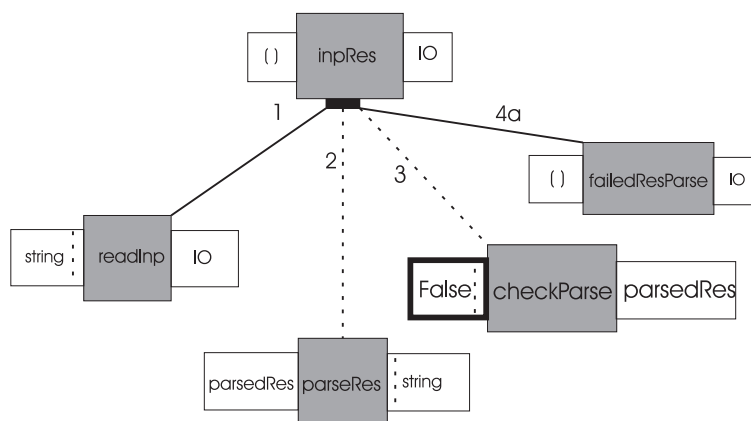 ( ) inpRes IO
1
4a
2
3
( ) failedResParse IO
string readInp IO
False checkParse parsedRes
parsedRes parseRes string